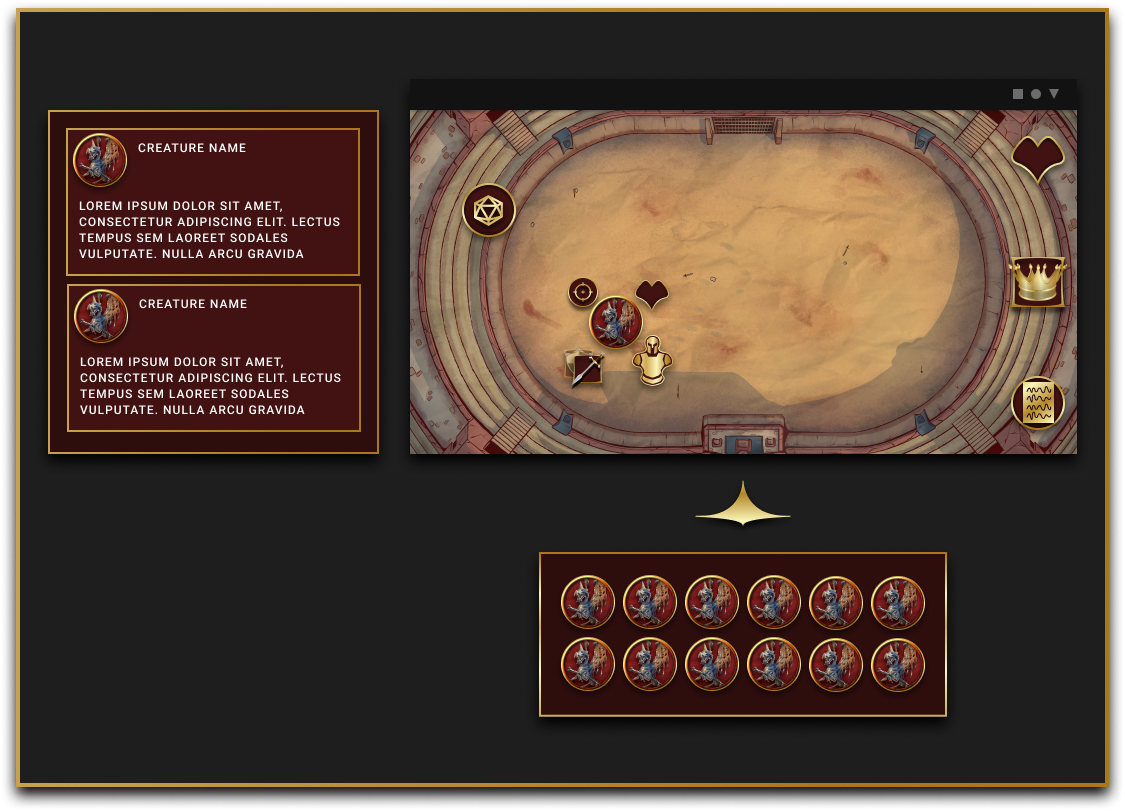 CREATURE NAME
LOREM IPSUM DOLOR SIT AMET,
CONSECTETUR ADIPISCING ELIT. LECTUS
TEMPUS SEM LAOREET SODALES
VULPUTATE. NULLA ARCU GRAVIDA
CREATURE NAME
LOREM IPSUM DOLOR SIT AMET,
CONSECTETUR ADIPISCING ELIT. LECTUS
TEMPUS SEM LAOREET SODALES
VULPUTATE. NULLA ARCU GRAVIDA